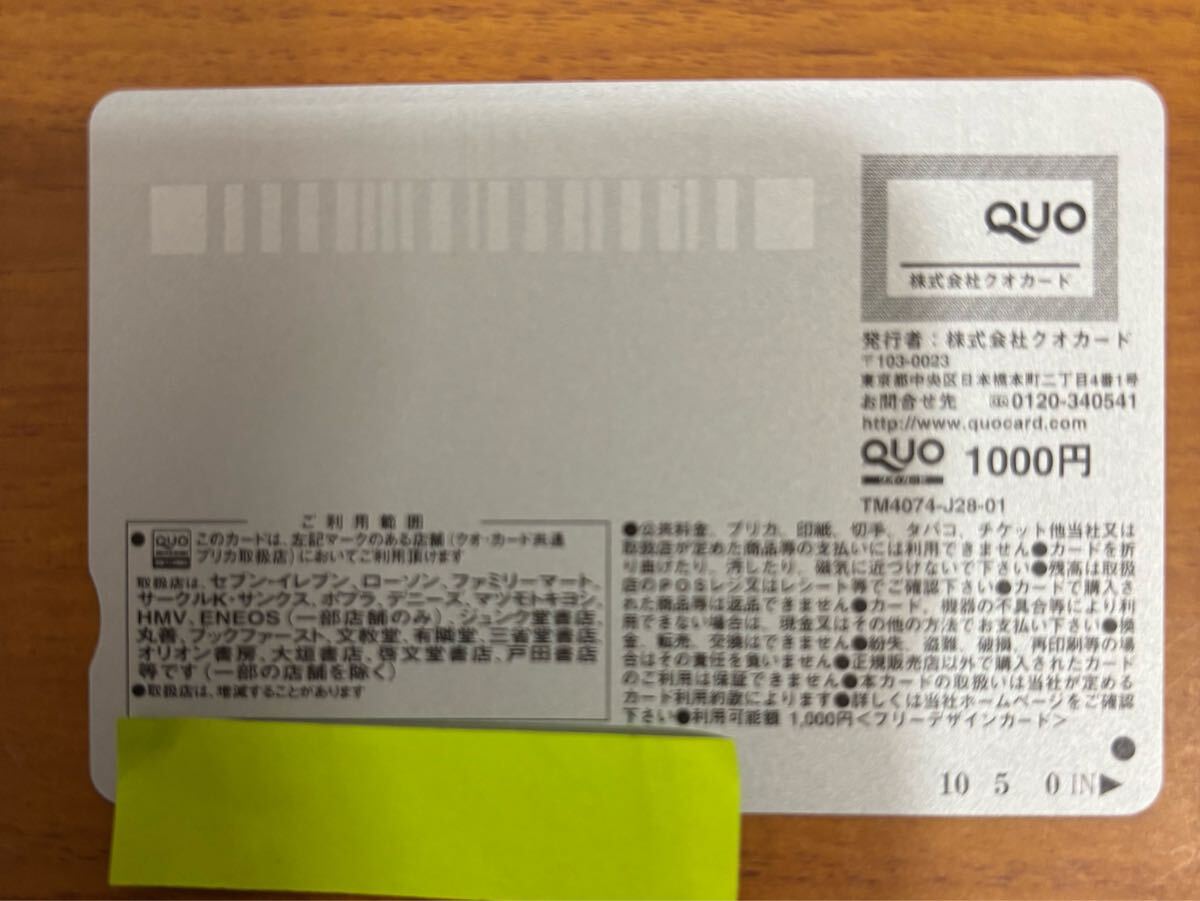 QUO
株式会社クオカード
発行者：株式会社クオカード
〒103-0023
東京都中央区日本橋本町二丁目4番1号
お問合せ先 0120-340541
http://www.quocard.com
QUO 1000円
TM4074-J28-01
ご利用範囲
●QUO このカードは、左記マークのある店舗(クオ・カード共通
プリカ取扱店)においてご利用頂けます
取扱店は、セブン-イレブン、ローソン、ファミリーマート、
サークルK・サンクス、ポプラ、デニーズ、マツモトキヨシ、
HMV、ENEOS(一部店舗のみ)、ジュンク堂書店、
丸善、ブックファースト、文教堂、有隣堂、三省堂書店、
オリオン書房、大垣書店、啓文堂書店、戸田書店
等です(一部の店舗を除く)
●取扱店は、増減することがあります
●公共料金、プリカ、印紙、切手、タバコ、チケット他当社又は
取扱店が定めた商品等の支払いには利用できません●カードを折
り曲げたり、汚したり、磁気に近づけないで下さい●残高は取扱
店のPOSレジ又はレシート等でご確認下さい●カードで購入さ
れた商品等は返品できません●カード、機器の不具合等により利
用できない場合は、現金又はその他の方法でお支払い下さい●換
金、転売、交換はできません●紛失、盗難、破損、再印刷等の場
合はその責任を負いません●正規販売店以外で購入されたカード
のご利用は保証できません●本カードの取扱いは当社が定める
カード利用約款によります●詳しくは当社ホームページをご確認
下さい●利用可能額 1,000円<フリーデザインカード>
10 5 0 IN▶